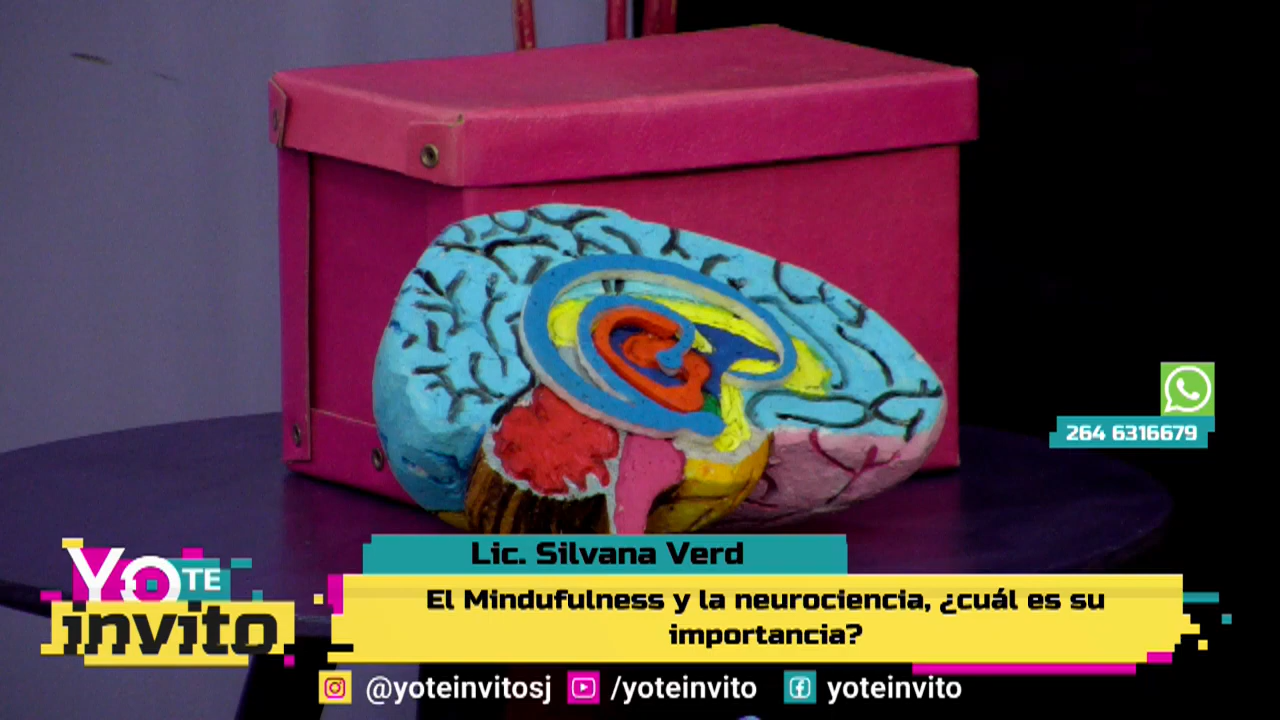 264 6316679
Lic. Silvana Verd
El Mindufulness y la neurociencia, ¿cuál es su
importancia?
YO TE
invito
@yoteinvitosj /yoteinvito yoteinvito